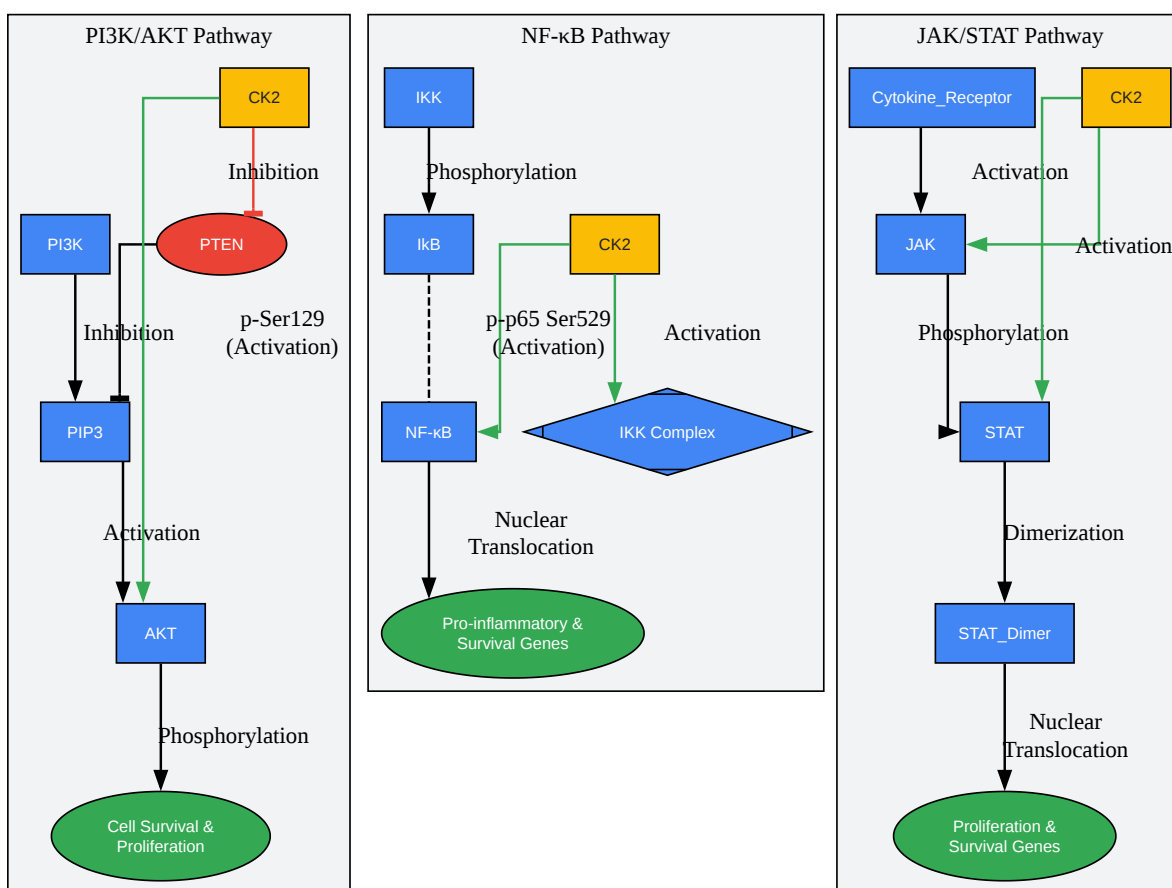 PI3K/AKT Pathway
CK2
Inhibition
PI3K
PTEN
Inhibition
p-Ser129
(Activation)
PIP3
Activation
AKT
Phosphorylation
Cell Survival &
Proliferation
NF-κB Pathway
IKK
Phosphorylation
IkB
CK2
p-p65 Ser529
(Activation)
Activation
NF-κB
IKK Complex
Nuclear
Translocation
Pro-inflammatory &
Survival Genes
JAK/STAT Pathway
Cytokine_Receptor
CK2
Activation
JAK
Activation
Phosphorylation
STAT
Dimerization
STAT_Dimer
Nuclear
Translocation
Proliferation &
Survival Genes